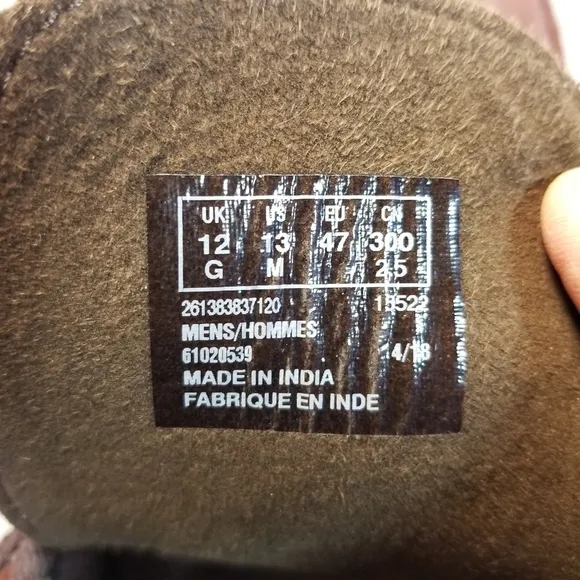 UK US EU CN
12 13 47 300
G M 2.5
261383837120 15522
MENS/HOMMES
61020539 4/18
MADE IN INDIA
FABRIQUE EN INDE